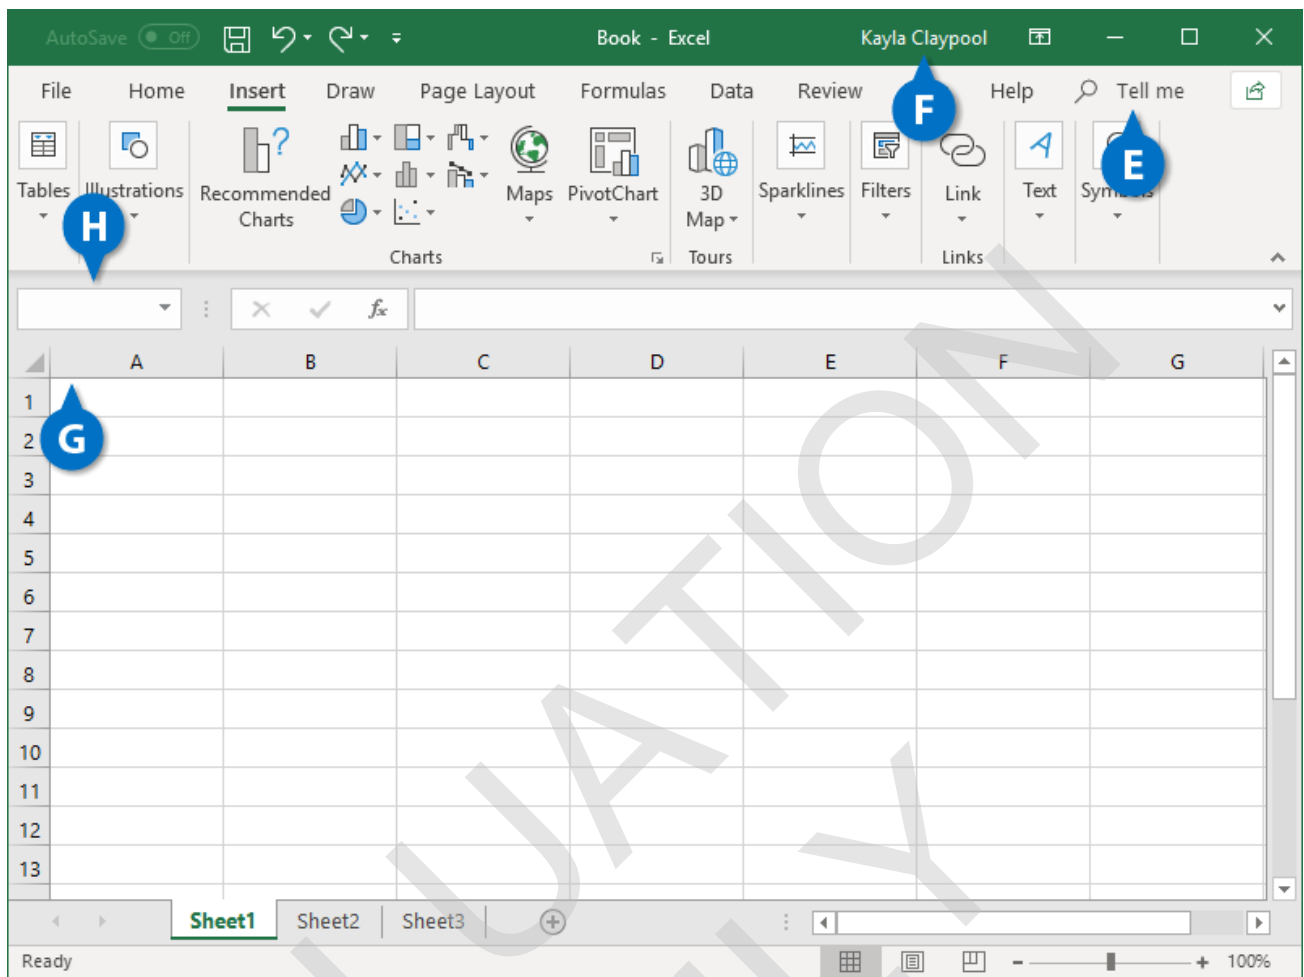 AutoSave Off Book - Excel Kayla Claypool
File Home Insert Draw Page Layout Formulas Data Review Help Tell me
F
Tables Illustrations Recommended Charts Maps PivotChart 3D Map Sparklines Filters Link Text
E
H
Charts Tours Links
fx
A B C D E F G
1
G
2
3
4
5
6
7
8
9
10
11
12
13
Sheet1 Sheet2 Sheet3
Ready 100%
UATION
LY